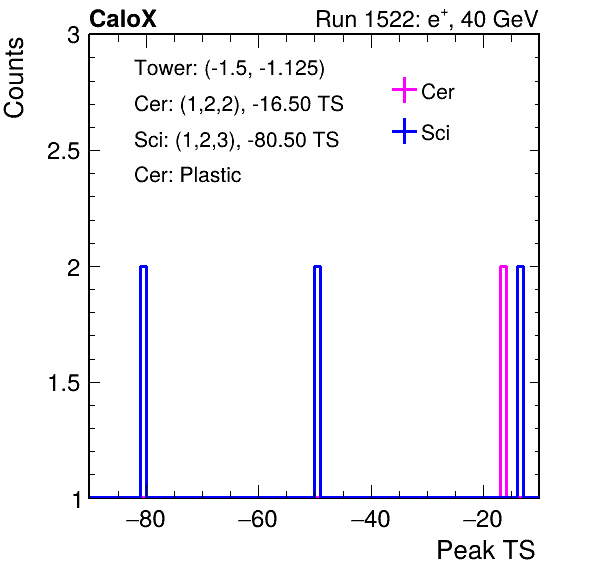 CaloX Run 1522: e⁺, 40 GeV
Counts
Tower: (-1.5, -1.125)
Cer: (1,2,2), -16.50 TS
Sci: (1,2,3), -80.50 TS
Cer: Plastic
Cer
Sci
3
2.5
2
1.5
1
−80 −60 −40 −20
Peak TS